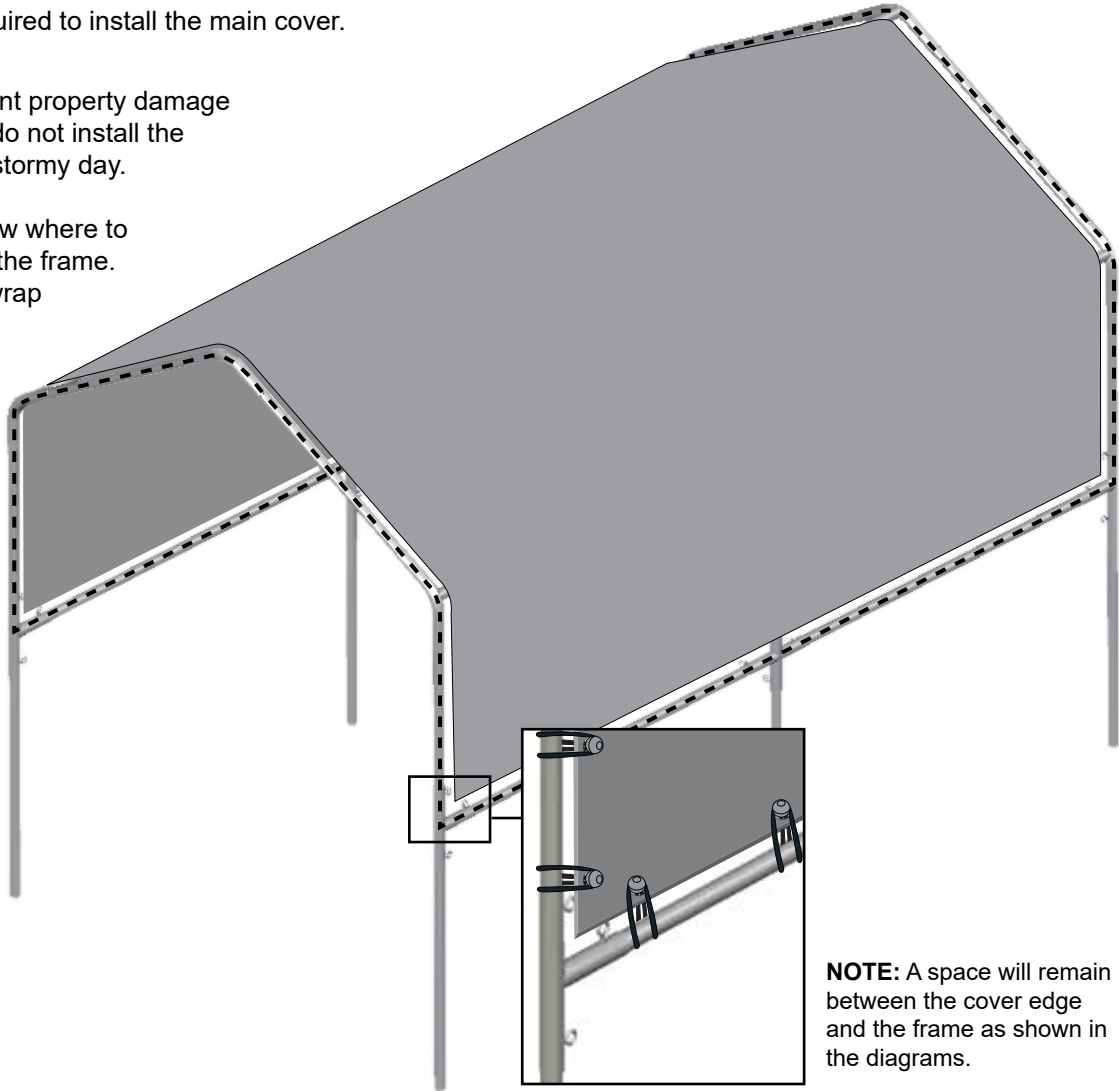 uired to install the main cover.
nt property damage
do not install the
stormy day.
w where to
the frame.
wrap
NOTE: A space will remain
between the cover edge
and the frame as shown in
the diagrams.